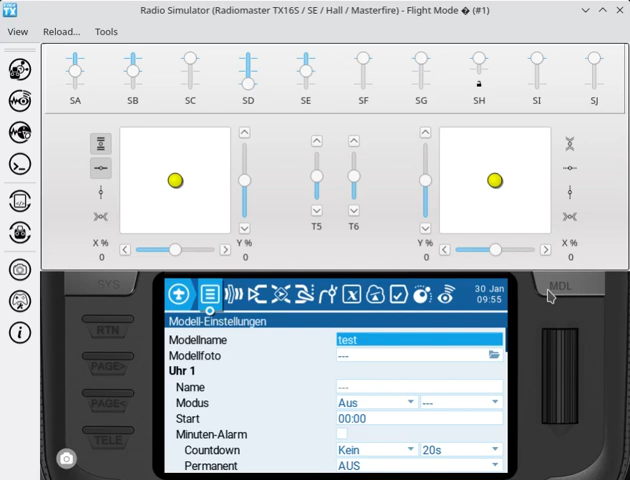 Radio Simulator (Radiomaster TX16S / SE / Hall / Masterfire) - Flight Mode � (#1)
View Reload... Tools
SA SB SC SD SE SF SG SH SI SJ
T5 T6
X % Y % Y % X %
0 0 0 0
SYS MDL
30 Jan
09:55
RTN
PAGE>
PAGE<
TELE
Modell-Einstellungen
Modellname test
Modellfoto ---
Uhr 1
Name ---
Modus Aus ---
Start 00:00
Minuten-Alarm
Countdown Kein 20s
Permanent AUS